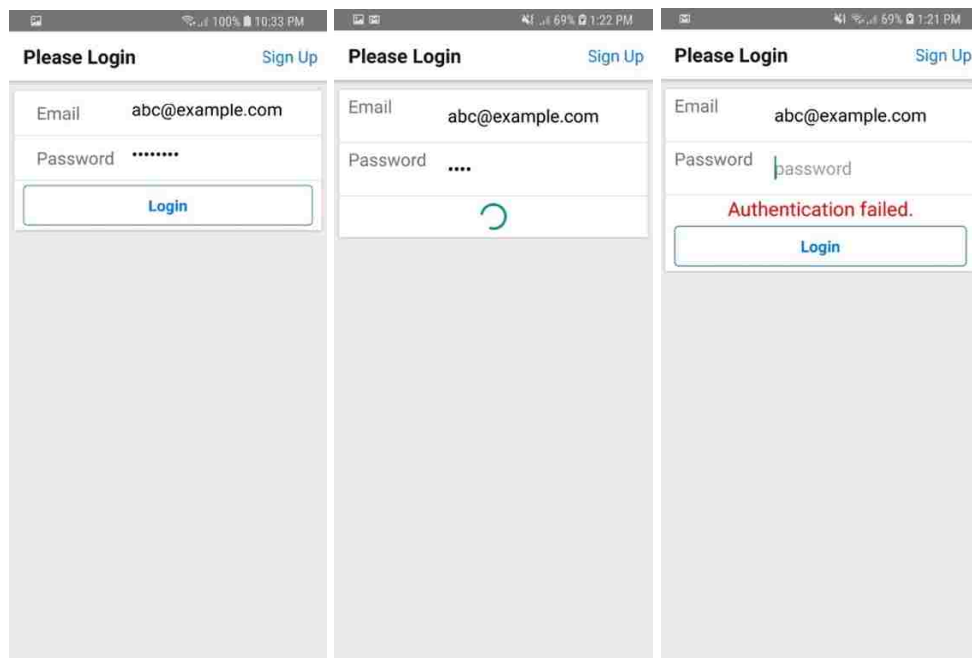 100% 10:33 PM
Please Login Sign Up
Email abc@example.com
Password ••••••••
Login
69% 1:22 PM
Please Login Sign Up
Email abc@example.com
Password ••••
69% 1:21 PM
Please Login Sign Up
Email abc@example.com
Password password
Authentication failed.
Login